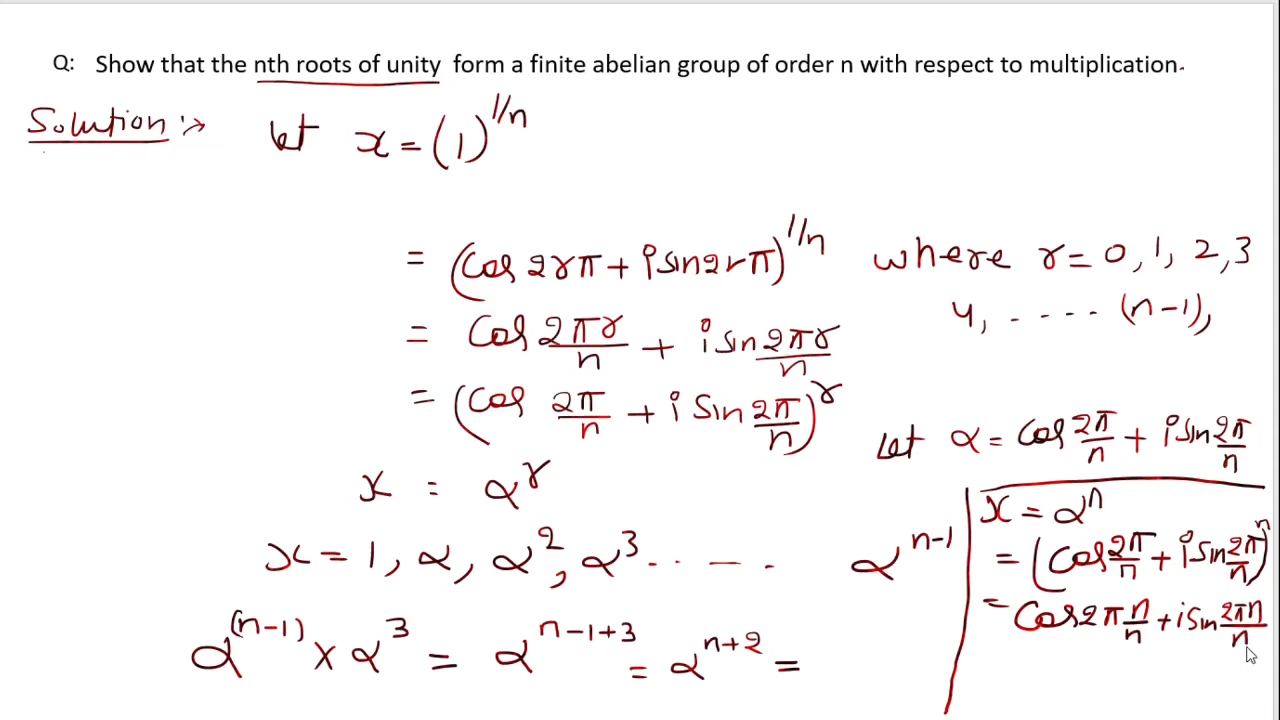 Q: Show that the nth roots of unity form a finite abelian group of order n with respect to multiplication.
Solution :→ let x = (1)^{1/n}
= (Cos 2rπ + i sin 2rπ)^{1/n} where r = 0, 1, 2, 3
4, .... (n-1),
= Cos 2πr/n + i sin 2πr/n
= (Cos 2π/n + i Sin 2π/n)^r
Let α = Cos 2π/n + i sin 2π/n
x = α^r
x = 1, α, α^2, α^3 ..... α^{n-1}
α^{(n-1)} × α^3 = α^{n-1+3} = α^{n+2} =
x = α^n
= (Cos 2π/n + i Sin 2π/n)^n
= Cos 2π n/n + i Sin 2πn/n